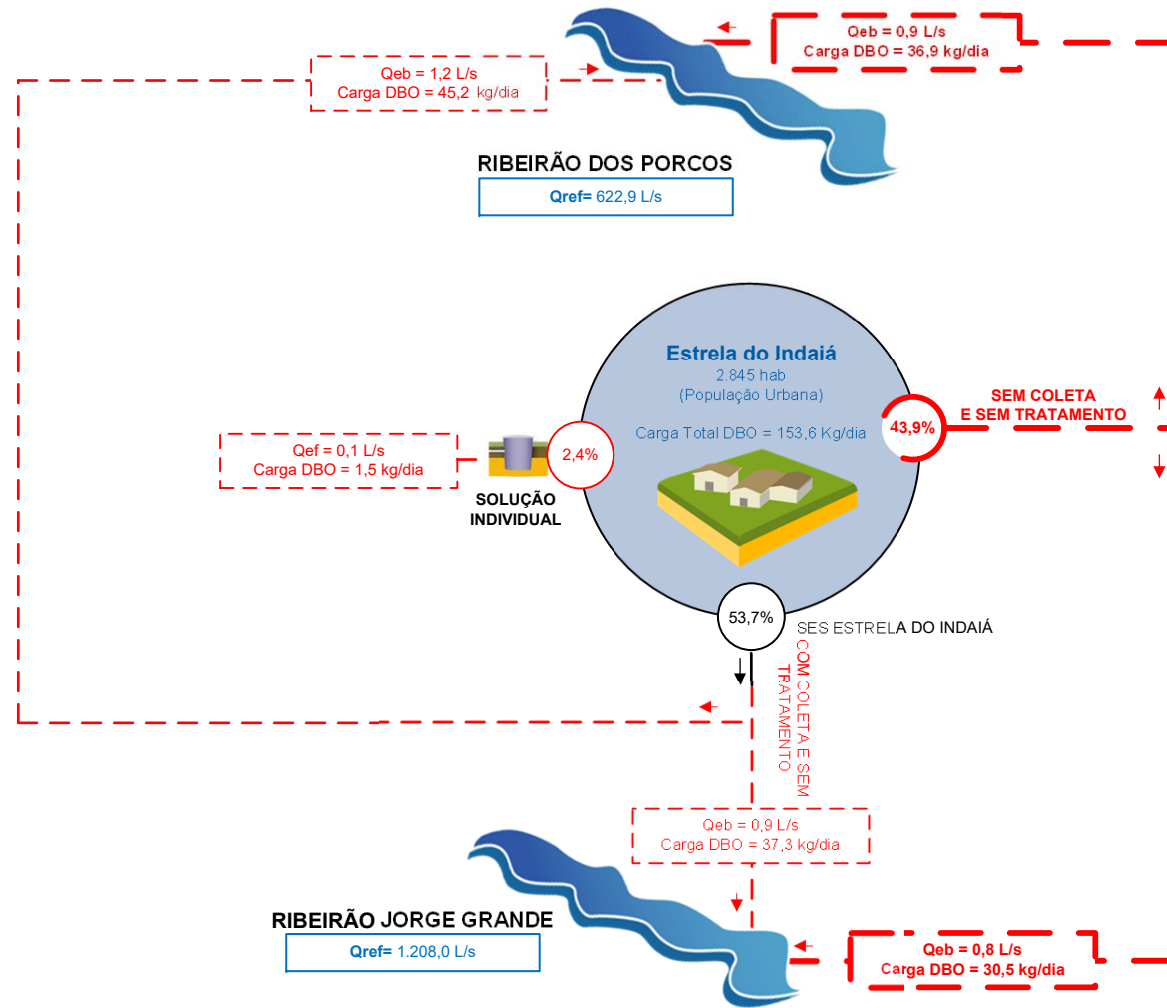 Qeb = 0,9 L/s
Carga DBO = 36,9 kg/dia
Qeb = 1,2 L/s
Carga DBO = 45,2 kg/dia
RIBEIRÃO DOS PORCOS
Qref= 622,9 L/s
Estrela do Indaiá
2.845 hab
(População Urbana)
Carga Total DBO = 153,6 Kg/dia
SEM COLETA
E SEM TRATAMENTO
43,9%
Qef = 0,1 L/s
Carga DBO = 1,5 kg/dia
2,4%
SOLUÇÃO
INDIVIDUAL
53,7%
SES ESTRELA DO INDAIÁ
COM COLETA E SEM
TRATAMENTO
Qeb = 0,9 L/s
Carga DBO = 37,3 kg/dia
RIBEIRÃO JORGE GRANDE
Qref= 1.208,0 L/s
Qeb = 0,8 L/s
Carga DBO = 30,5 kg/dia